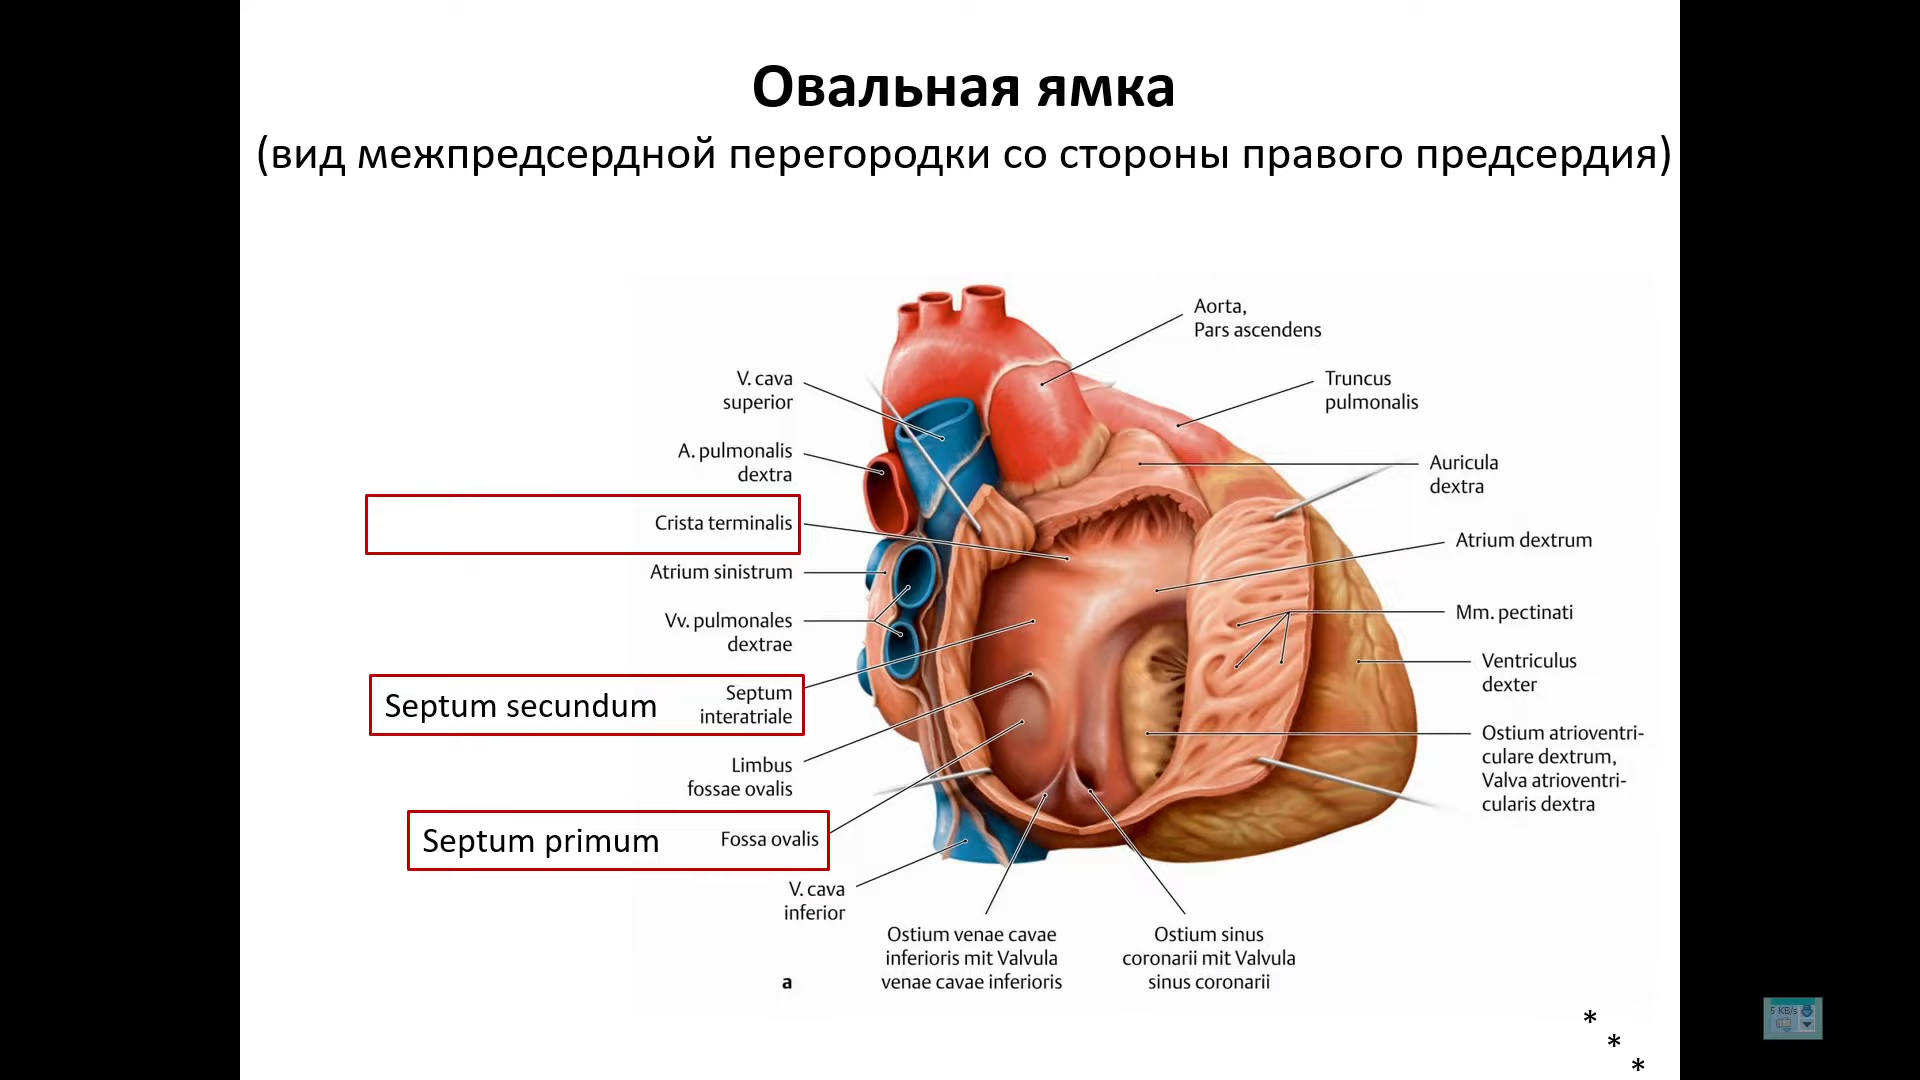 Овальная ямка
(вид межпредсердной перегородки со стороны правого предсердия)
Aorta,
Pars ascendens
V. cava
superior
Truncus
pulmonalis
A. pulmonalis
dextra
Auricula
dextra
Crista terminalis
Atrium dextrum
Atrium sinistrum
Mm. pectinati
Vv. pulmonales
dextrae
Ventriculus
dexter
Septum secundum
Septum
interatriale
Ostium atrioventri-
culare dextrum,
Valva atrioventri-
cularis dextra
Limbus
fossae ovalis
Septum primum
Fossa ovalis
V. cava
inferior
Ostium venae cavae
inferioris mit Valvula
venae cavae inferioris
Ostium sinus
coronarii mit Valvula
sinus coronarii
a
*
*
*
5 KB/s